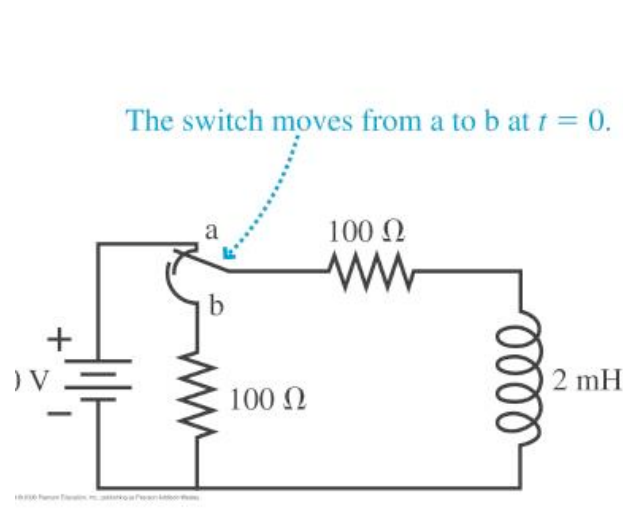 The switch moves from a to b at t = 0.
a
100 Ω
b
+
) V
2 mH
100 Ω
−